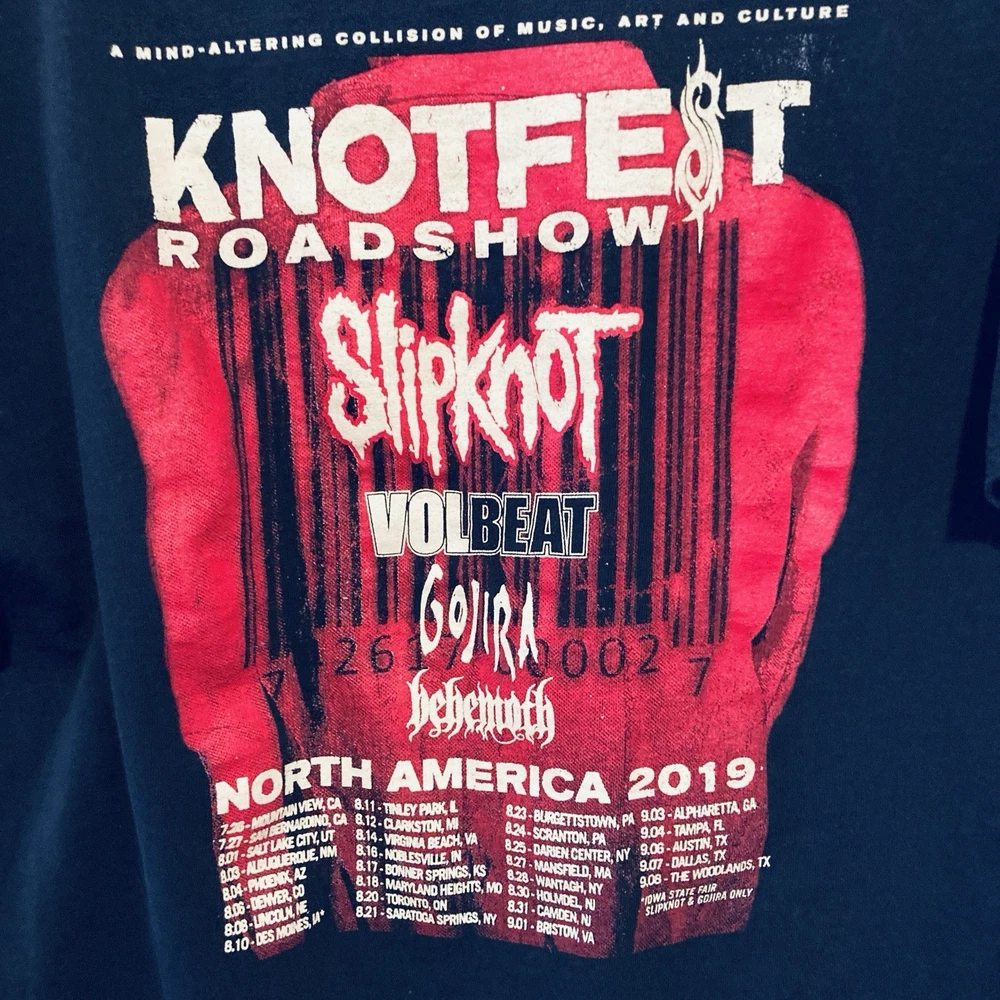 A MIND-ALTERING COLLISION OF MUSIC, ART AND CULTURE
KNOTFEST
ROADSHOW
SLIPKNOT
VOLBEAT
GOJIRA
7 2617 0002 7
behemoth
NORTH AMERICA 2019
7.26 - MOUNTAIN VIEW, CA
7.27 - SAN BERNARDINO, CA
8.01 - SALT LAKE CITY, UT
8.03 - ALBUQUERQUE, NM
8.04 - PHOENIX, AZ
8.06 - DENVER, CO
8.08 - LINCOLN, NE
8.10 - DES MOINES, IA*
8.11 - TINLEY PARK, IL
8.12 - CLARKSTON, MI
8.14 - VIRGINIA BEACH, VA
8.16 - NOBLESVILLE, IN
8.17 - BONNER SPRINGS, KS
8.18 - MARYLAND HEIGHTS, MO
8.20 - TORONTO, ON
8.21 - SARATOGA SPRINGS, NY
8.23 - BURGETTSTOWN, PA
8.24 - SCRANTON, PA
8.25 - DARIEN CENTER, NY
8.27 - MANSFIELD, MA
8.28 - WANTAGH, NY
8.30 - HOLMDEL, NJ
8.31 - CAMDEN, NJ
9.01 - BRISTOW, VA
9.03 - ALPHARETTA, GA
9.04 - TAMPA, FL
9.06 - AUSTIN, TX
9.07 - DALLAS, TX
9.08 - THE WOODLANDS, TX
*IOWA STATE FAIR
SLIPKNOT & GOJIRA ONLY